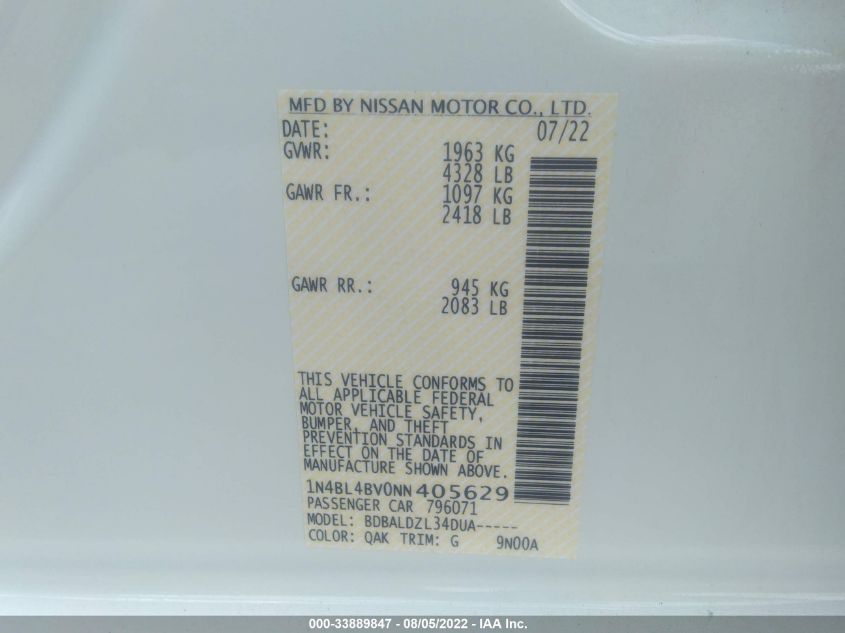 MFD BY NISSAN MOTOR CO., LTD.
DATE: 07/22
GVWR: 1963 KG
4328 LB
GAWR FR.: 1097 KG
2418 LB
GAWR RR.: 945 KG
2083 LB
THIS VEHICLE CONFORMS TO
ALL APPLICABLE FEDERAL
MOTOR VEHICLE SAFETY,
BUMPER, AND THEFT
PREVENTION STANDARDS IN
EFFECT ON THE DATE OF
MANUFACTURE SHOWN ABOVE.
1N4BL4BV0NN405629
PASSENGER CAR 796071
MODEL: BDBALDZL34DUA-----
COLOR: QAK TRIM: G 9N00A
000-33889847 - 08/05/2022 - IAA Inc.